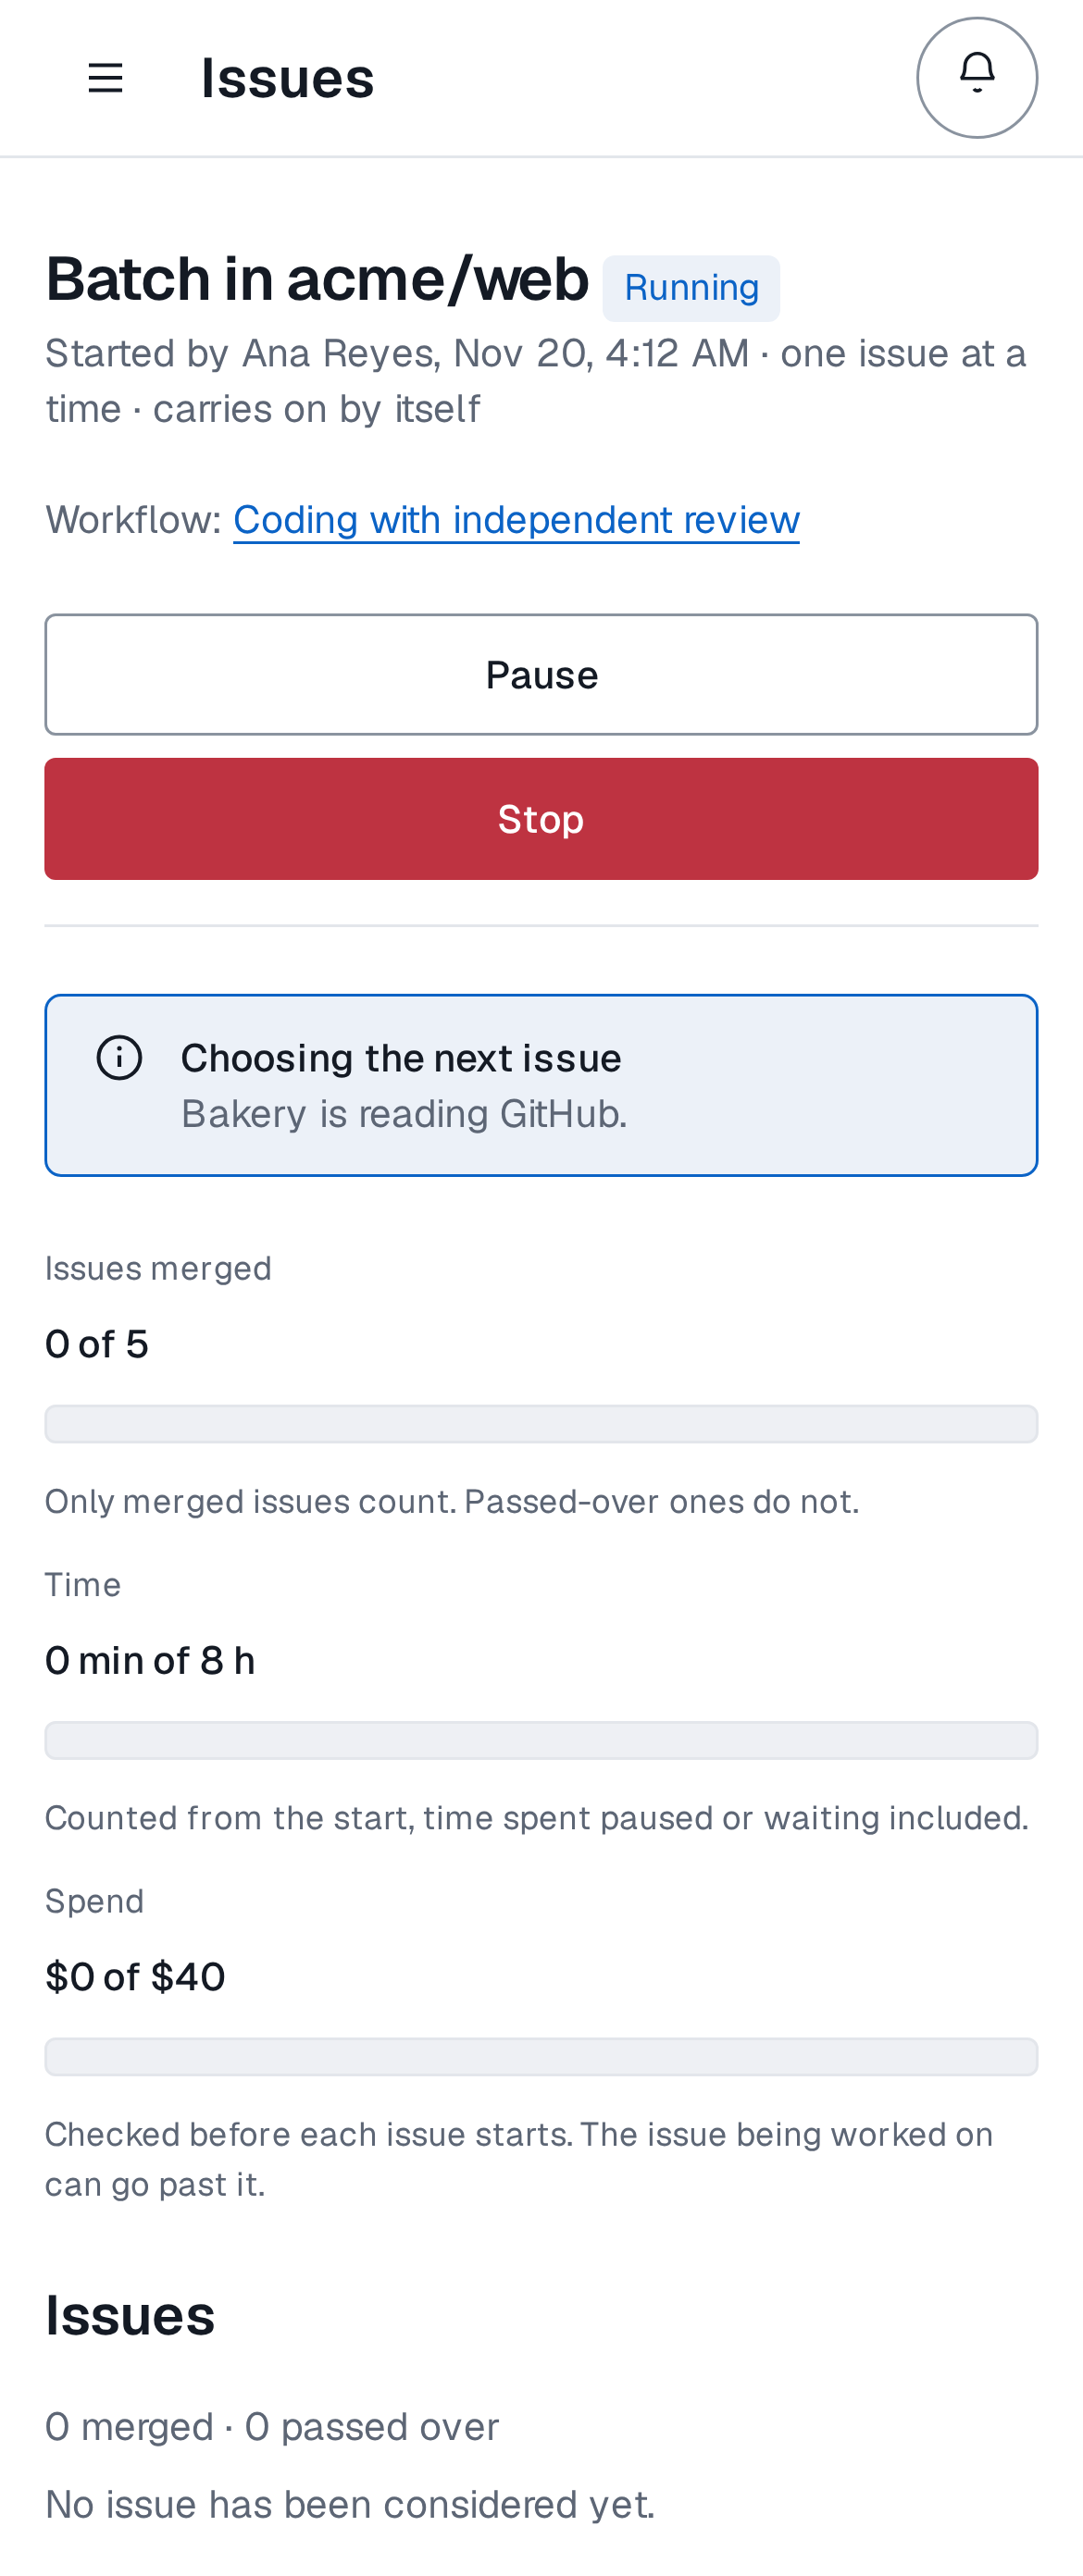 Issues
Batch in acme/web Running
Started by Ana Reyes, Nov 20, 4:12 AM · one issue at a
time · carries on by itself
Workflow: Coding with independent review
Pause
Stop
Choosing the next issue
Bakery is reading GitHub.
Issues merged
0 of 5
Only merged issues count. Passed-over ones do not.
Time
0 min of 8 h
Counted from the start, time spent paused or waiting included.
Spend
$0 of $40
Checked before each issue starts. The issue being worked on
can go past it.
Issues
0 merged · 0 passed over
No issue has been considered yet.